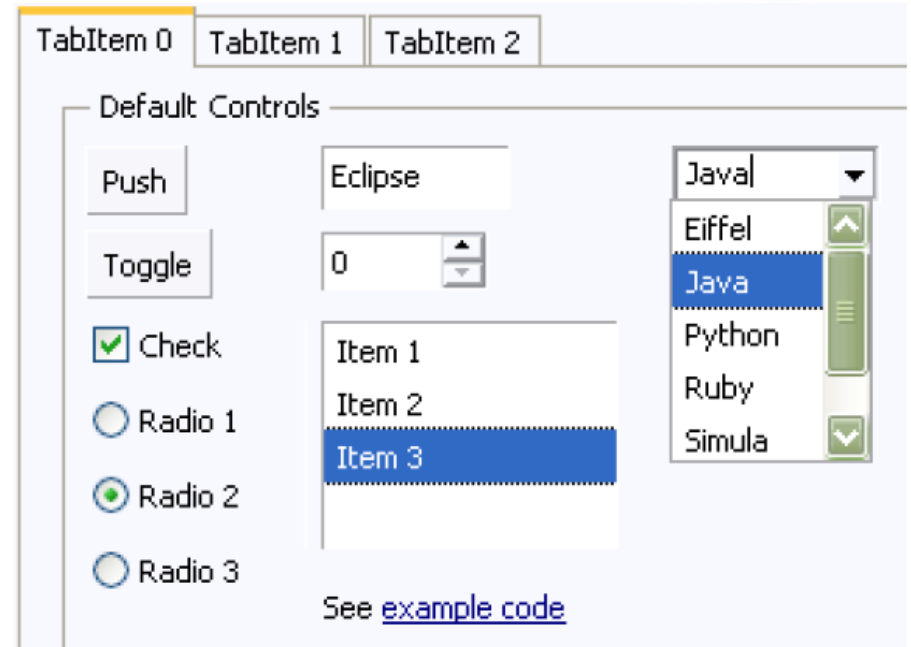 TabItem 0 TabItem 1 TabItem 2
Default Controls
Push
Toggle
Check
Radio 1
Radio 2
Radio 3
Eclipse
0
Item 1
Item 2
Item 3
See example code
Java
Eiffel
Java
Python
Ruby
Simula